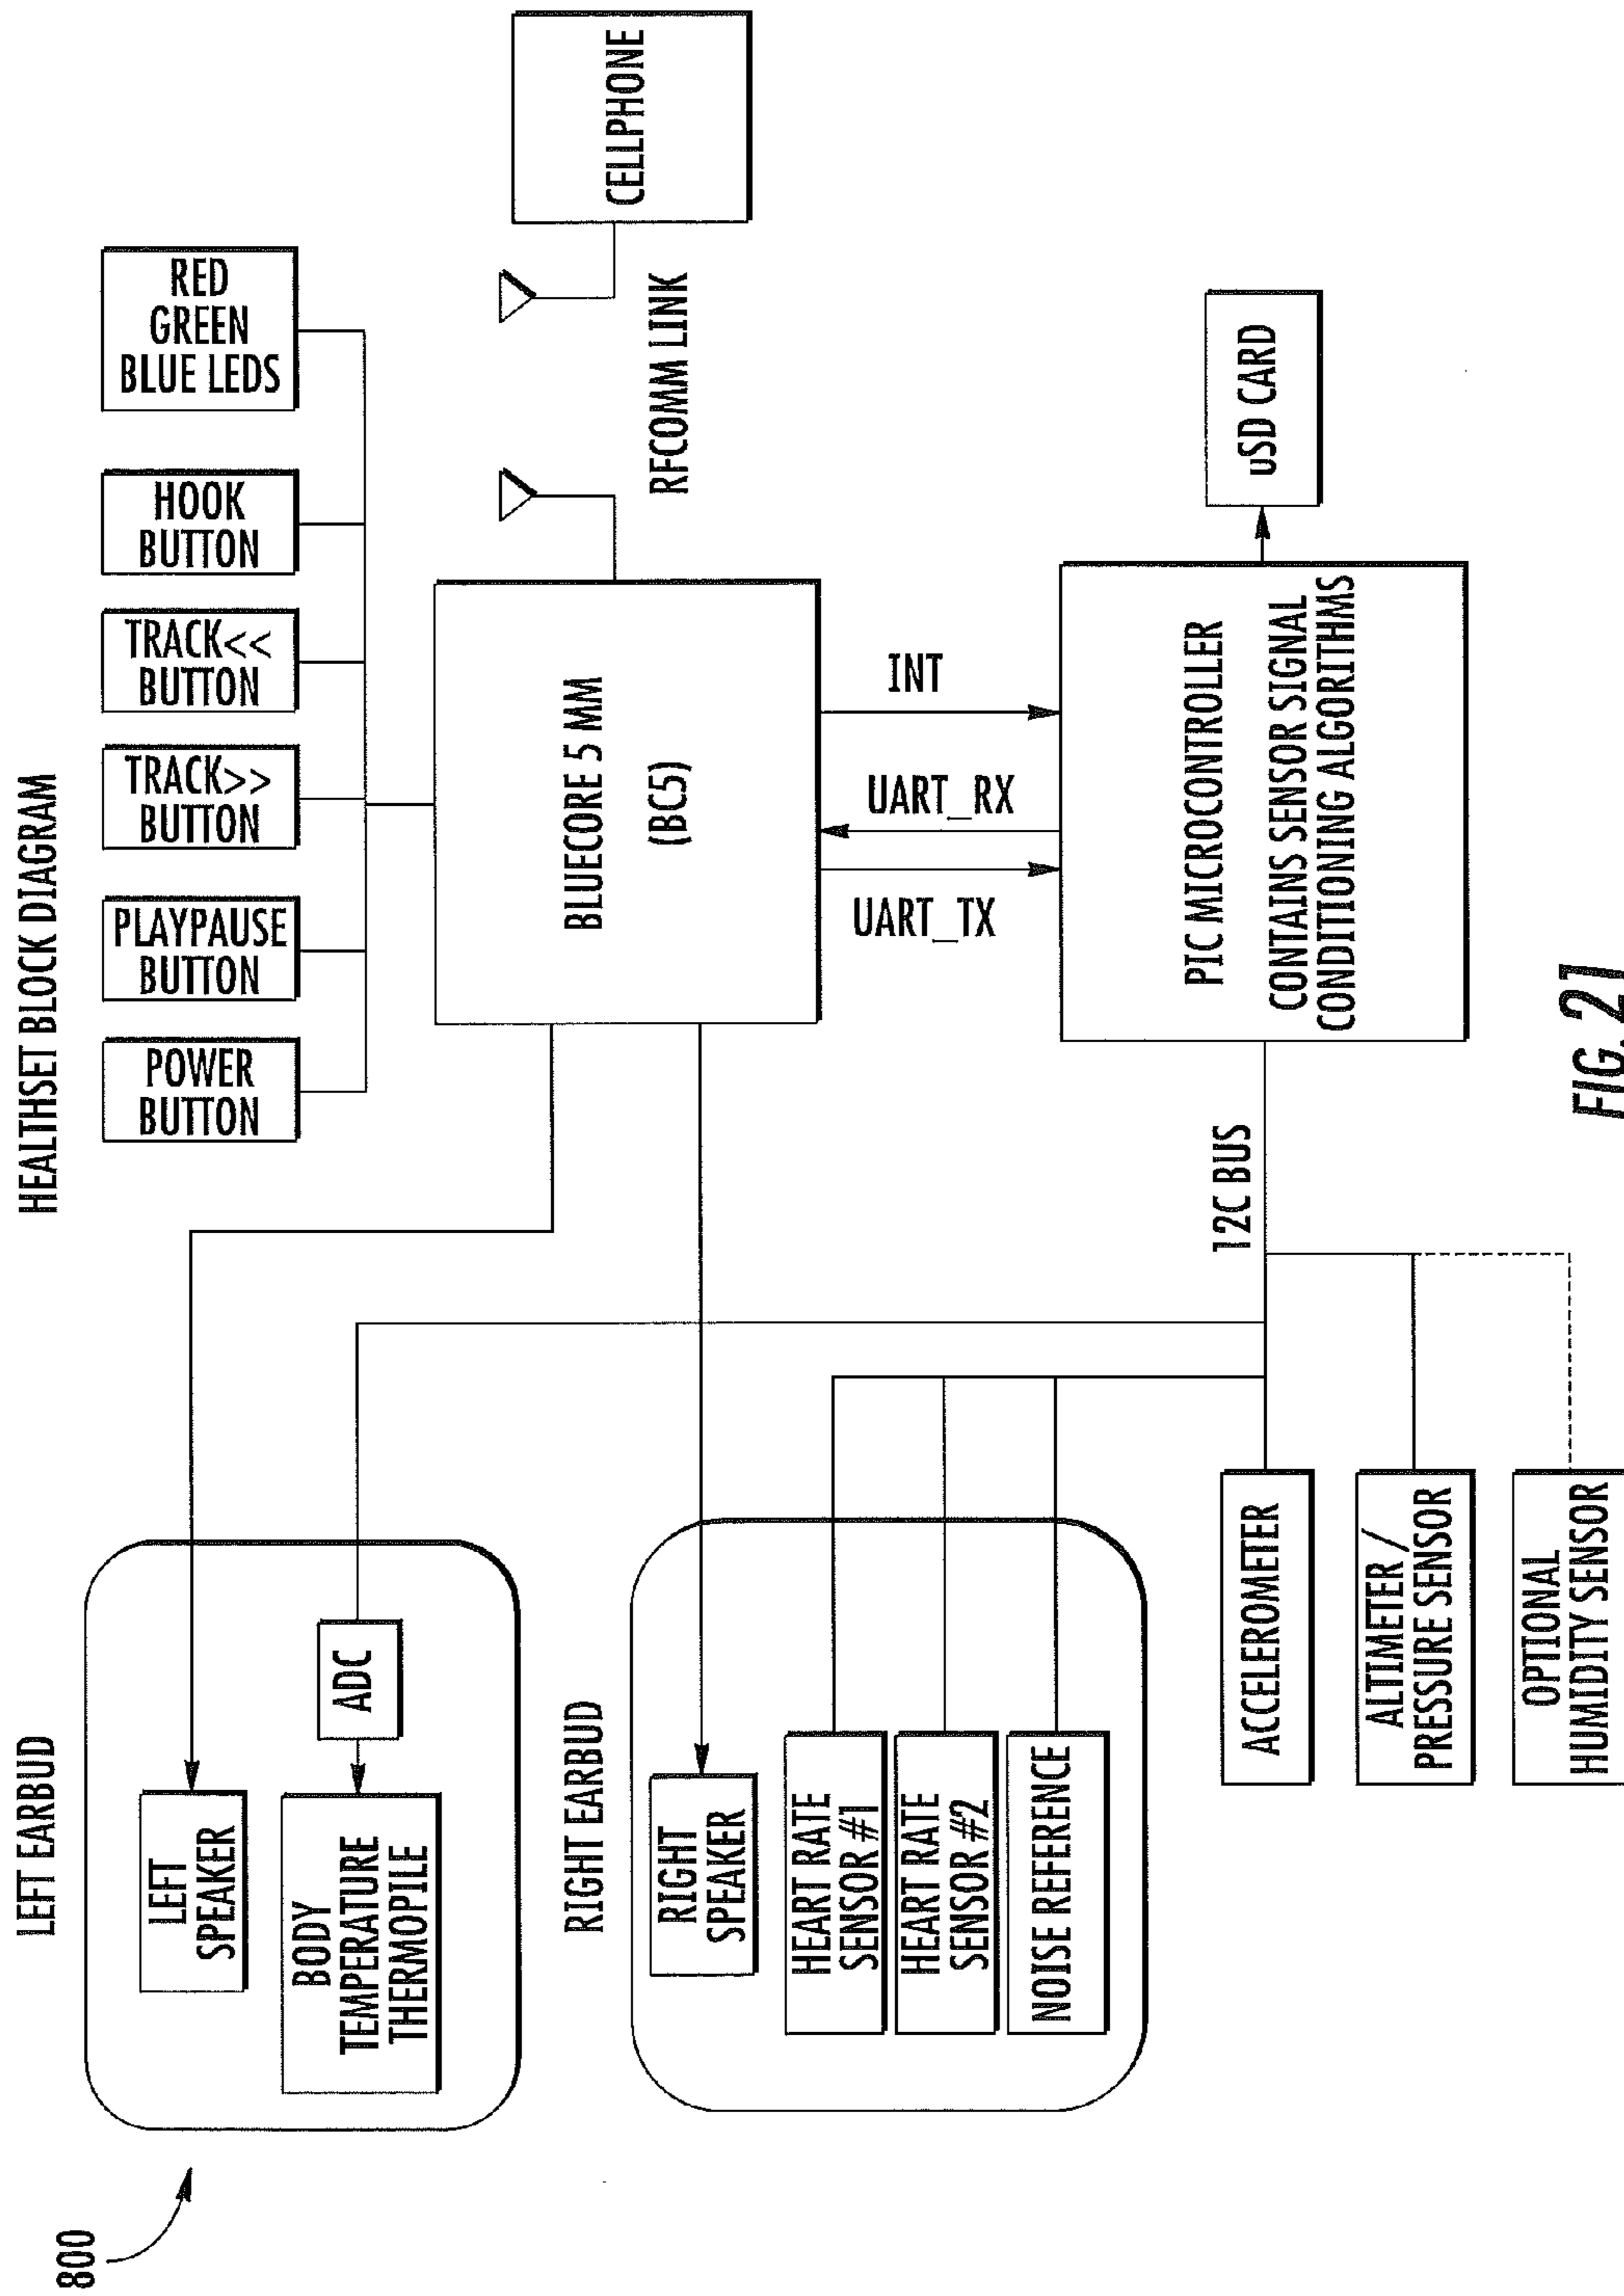 HEALTHSET BLOCK DIAGRAM
800
LEFT EARBUD
LEFT
SPEAKER
BODY
TEMPERATURE
THERMOPILE
ADC
RIGHT EARBUD
RIGHT
SPEAKER
HEART RATE
SENSOR #1
HEART RATE
SENSOR #2
NOISE REFERENCE
ACCELEROMETER
ALTIMETER /
PRESSURE SENSOR
OPTIONAL
HUMIDITY SENSOR
POWER
BUTTON
PLAYPAUSE
BUTTON
TRACK>>
BUTTON
TRACK<<
BUTTON
HOOK
BUTTON
RED
GREEN
BLUE LEDS
BLUECORE 5 MM
(BC5)
RFCOMM LINK
CELLPHONE
UART_TX
UART_RX
INT
12C BUS
PIC MICROCONTROLLER
CONTAINS SENSOR SIGNAL
CONDITIONING ALGORITHMS
uSD CARD
FIG. 21